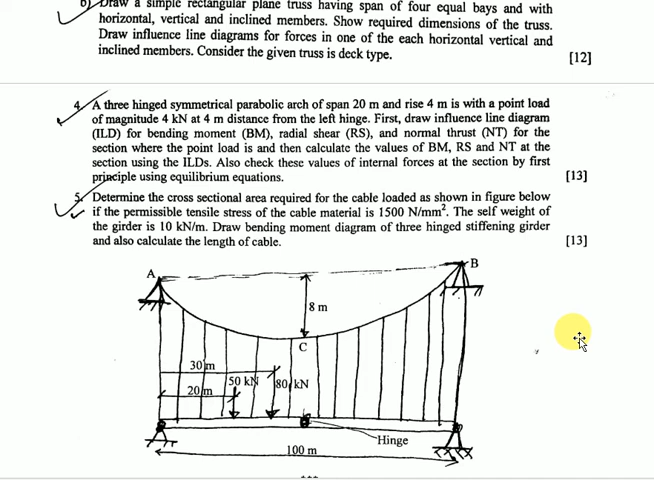 b) Draw a simple rectangular plane truss having span of four equal bays and with
horizontal, vertical and inclined members. Show required dimensions of the truss.
Draw influence line diagrams for forces in one of the each horizontal vertical and
inclined members. Consider the given truss is deck type.
[12]
4. A three hinged symmetrical parabolic arch of span 20 m and rise 4 m is with a point load
of magnitude 4 kN at 4 m distance from the left hinge. First, draw influence line diagram
(ILD) for bending moment (BM), radial shear (RS), and normal thrust (NT) for the
section where the point load is and then calculate the values of BM, RS and NT at the
section using the ILDs. Also check these values of internal forces at the section by first
principle using equilibrium equations.
[13]
5. Determine the cross sectional area required for the cable loaded as shown in figure below
if the permissible tensile stress of the cable material is 1500 N/mm². The self weight of
the girder is 10 kN/m. Draw bending moment diagram of three hinged stiffening girder
and also calculate the length of cable.
[13]
A
B
8 m
C
30 m
50 kN
80 kN
20 m
Hinge
100 m